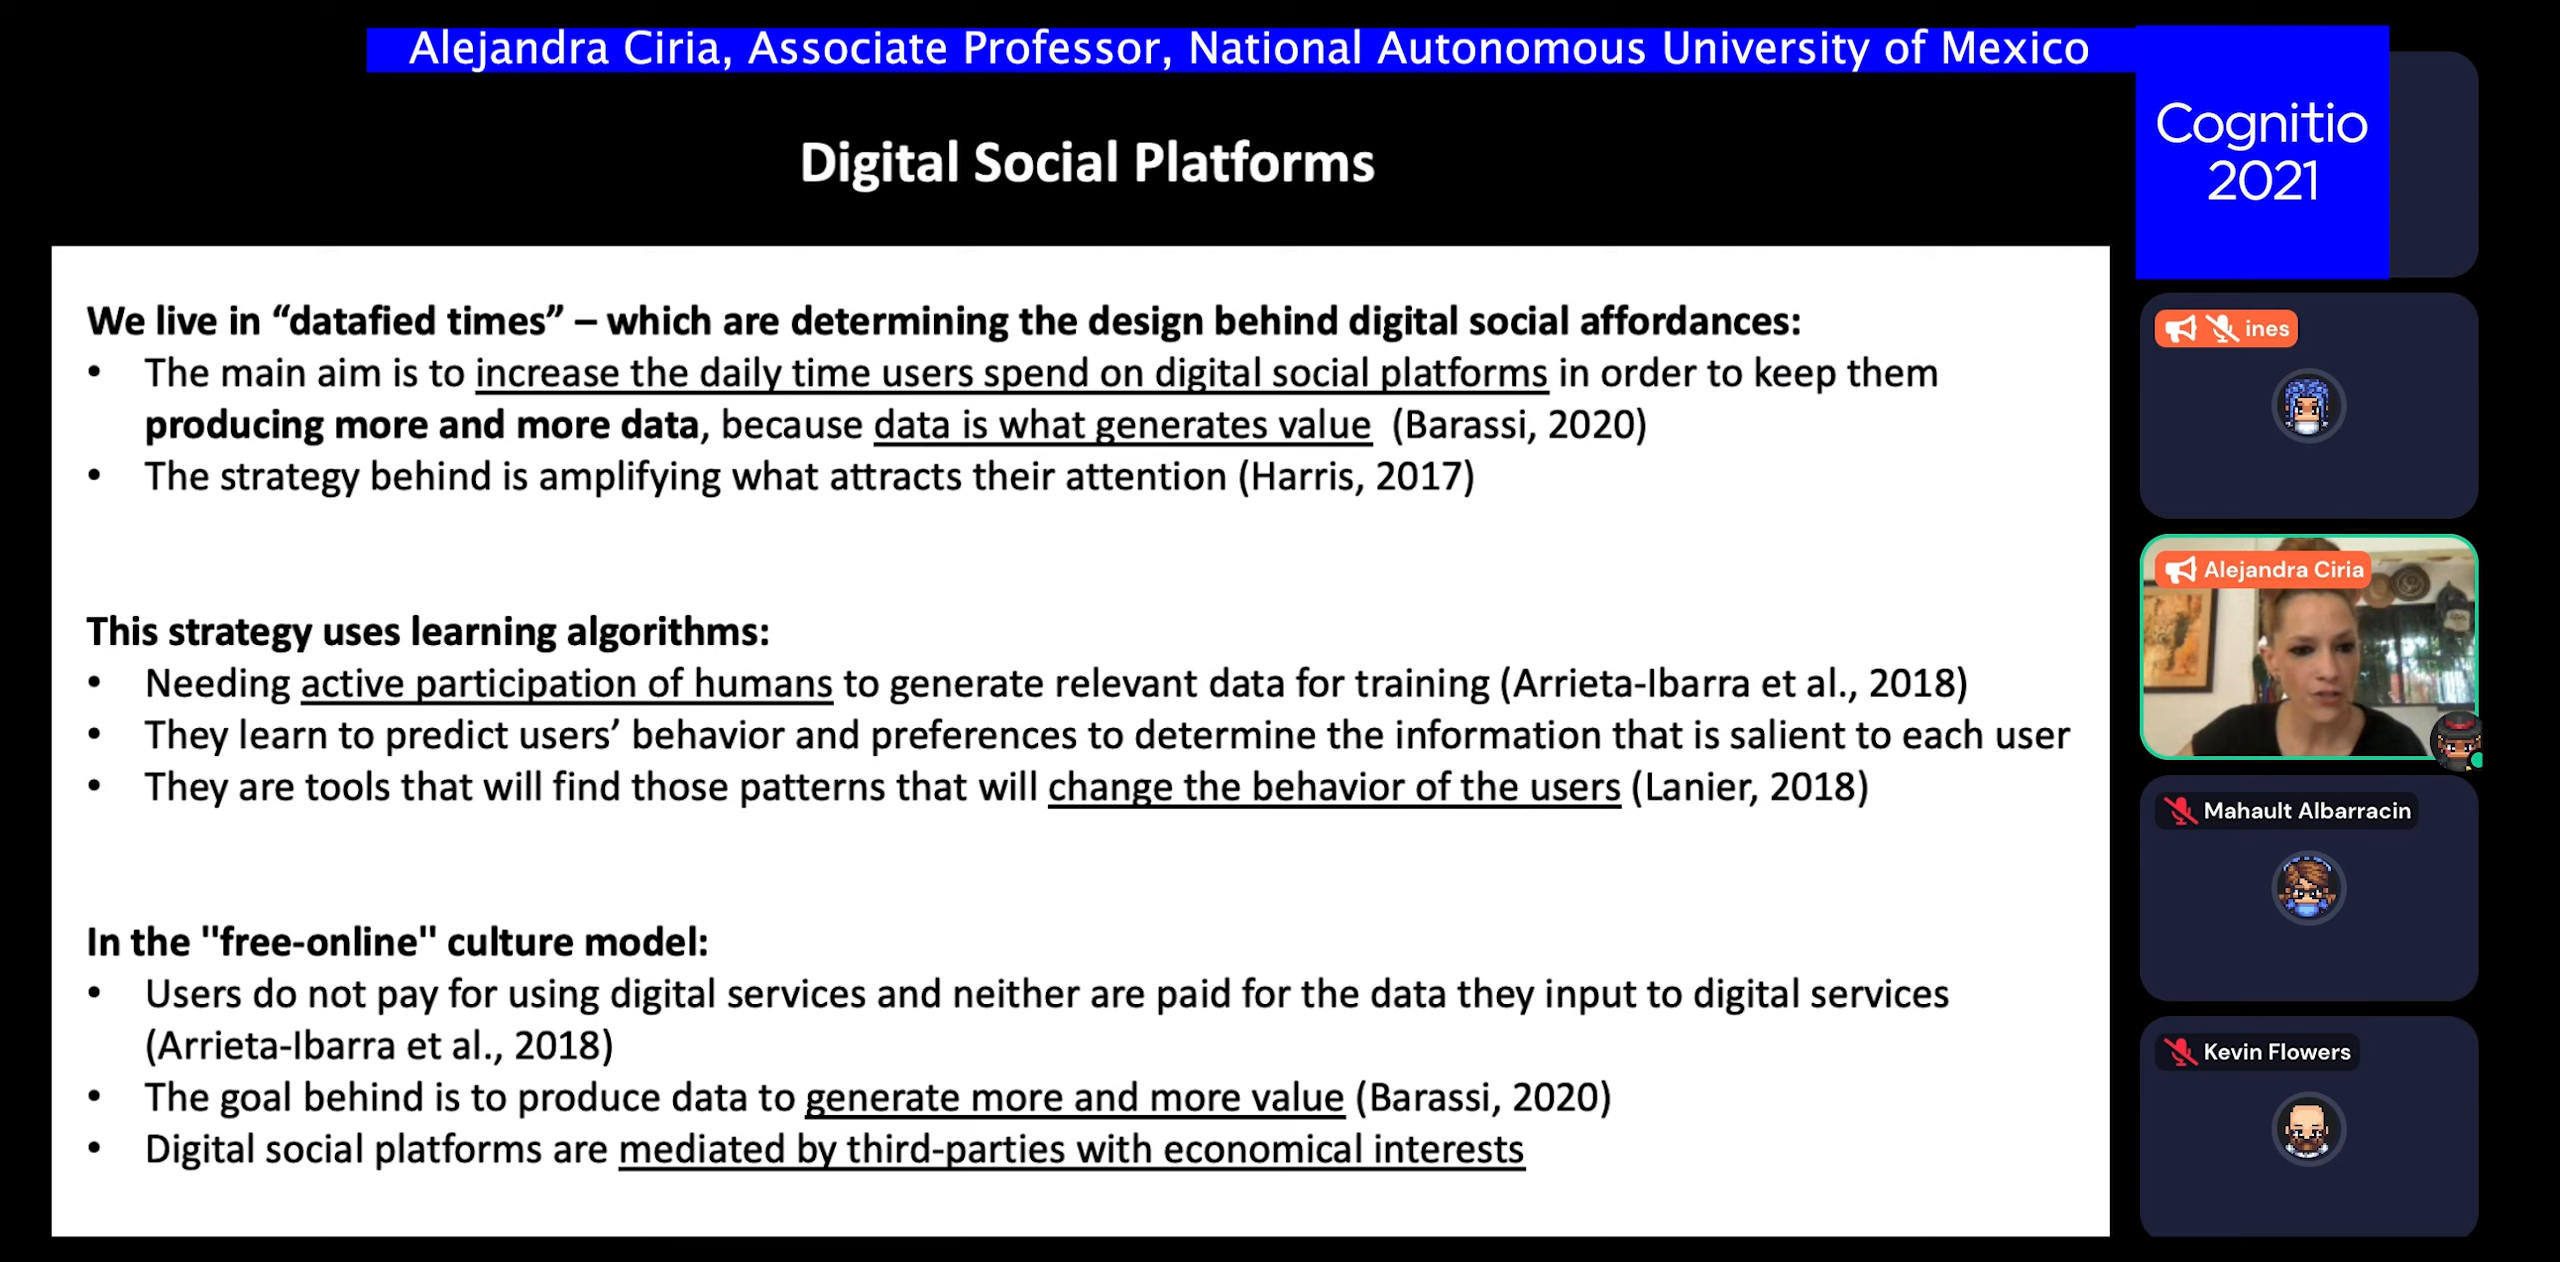 Alejandra Ciria, Associate Professor, National Autonomous University of Mexico
Cognitio
2021
Digital Social Platforms
We live in “datafied times” – which are determining the design behind digital social affordances:
• The main aim is to increase the daily time users spend on digital social platforms in order to keep them
producing more and more data, because data is what generates value (Barassi, 2020)
• The strategy behind is amplifying what attracts their attention (Harris, 2017)
This strategy uses learning algorithms:
• Needing active participation of humans to generate relevant data for training (Arrieta-Ibarra et al., 2018)
• They learn to predict users’ behavior and preferences to determine the information that is salient to each user
• They are tools that will find those patterns that will change the behavior of the users (Lanier, 2018)
In the "free-online" culture model:
• Users do not pay for using digital services and neither are paid for the data they input to digital services
(Arrieta-Ibarra et al., 2018)
• The goal behind is to produce data to generate more and more value (Barassi, 2020)
• Digital social platforms are mediated by third-parties with economical interests
ines
Alejandra Ciria
Mahault Albarracin
Kevin Flowers